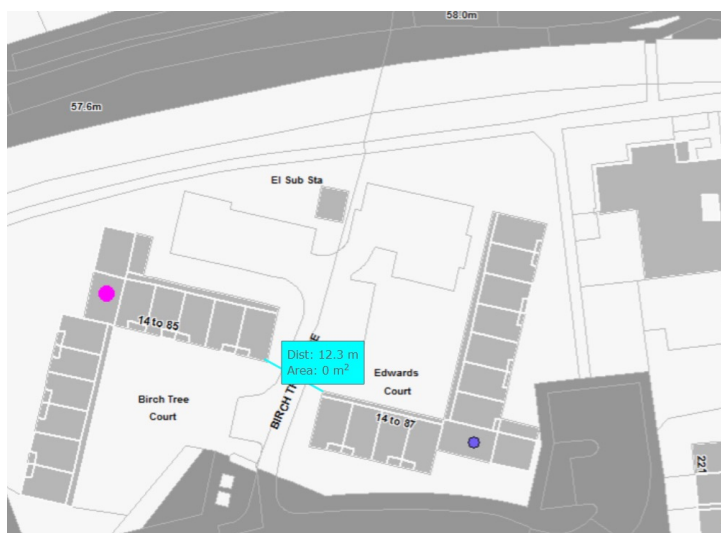 58.0m
57.6m
El Sub Sta
14 to 85
Dist: 12.3 m
Area: 0 m²
Birch Tree
Court
Edwards
Court
14 to 87
221